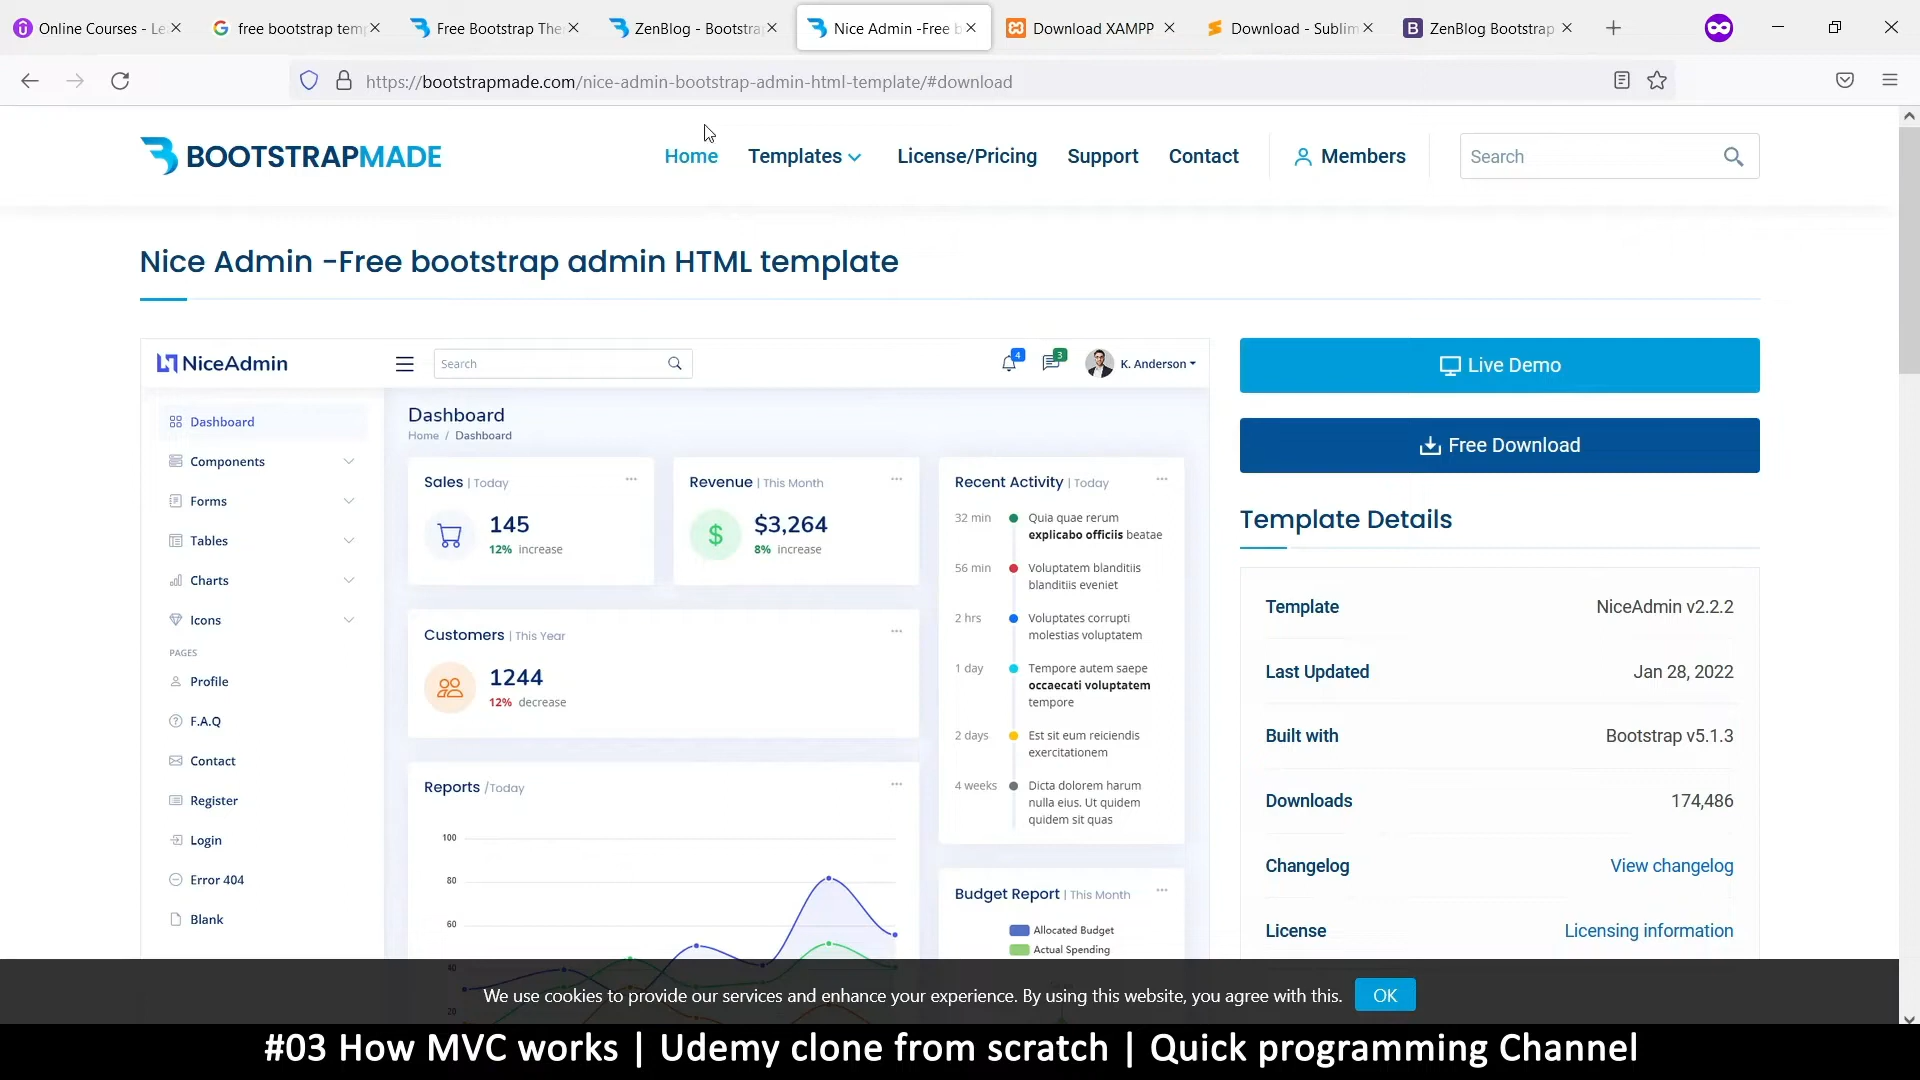 Online Courses - Le
free bootstrap temp
Free Bootstrap The
ZenBlog - Bootstra
Nice Admin -Free b
Download XAMPP
Download - Sublim
ZenBlog Bootstrap
https://bootstrapmade.com/nice-admin-bootstrap-admin-html-template/#download
BOOTSTRAPMADE
Home
Templates
License/Pricing
Support
Contact
Members
Search
Nice Admin -Free bootstrap admin HTML template
NiceAdmin
Search
4
3
K. Anderson
Dashboard
Components
Forms
Tables
Charts
Icons
PAGES
Profile
F.A.Q
Contact
Register
Login
Error 404
Blank
Dashboard
Home / Dashboard
Sales | Today
145
12% increase
Revenue | This Month
$
$3,264
8% increase
Customers | This Year
1244
12% decrease
Reports /Today
100
80
60
40
20
Recent Activity | Today
32 min
Quia quae rerum
explicabo officiis beatae
56 min
Voluptatem blanditiis
blanditiis eveniet
2 hrs
Voluptates corrupti
molestias voluptatem
1 day
Tempore autem saepe
occaecati voluptatem
tempore
2 days
Est sit eum reiciendis
exercitationem
4 weeks
Dicta dolorem harum
nulla eius. Ut quidem
quidem sit quas
Budget Report | This Month
Allocated Budget
Actual Spending
Live Demo
Free Download
Template Details
Template
NiceAdmin v2.2.2
Last Updated
Jan 28, 2022
Built with
Bootstrap v5.1.3
Downloads
174,486
Changelog
View changelog
License
Licensing information
We use cookies to provide our services and enhance your experience. By using this website, you agree with this.
OK
#03 How MVC works | Udemy clone from scratch | Quick programming Channel